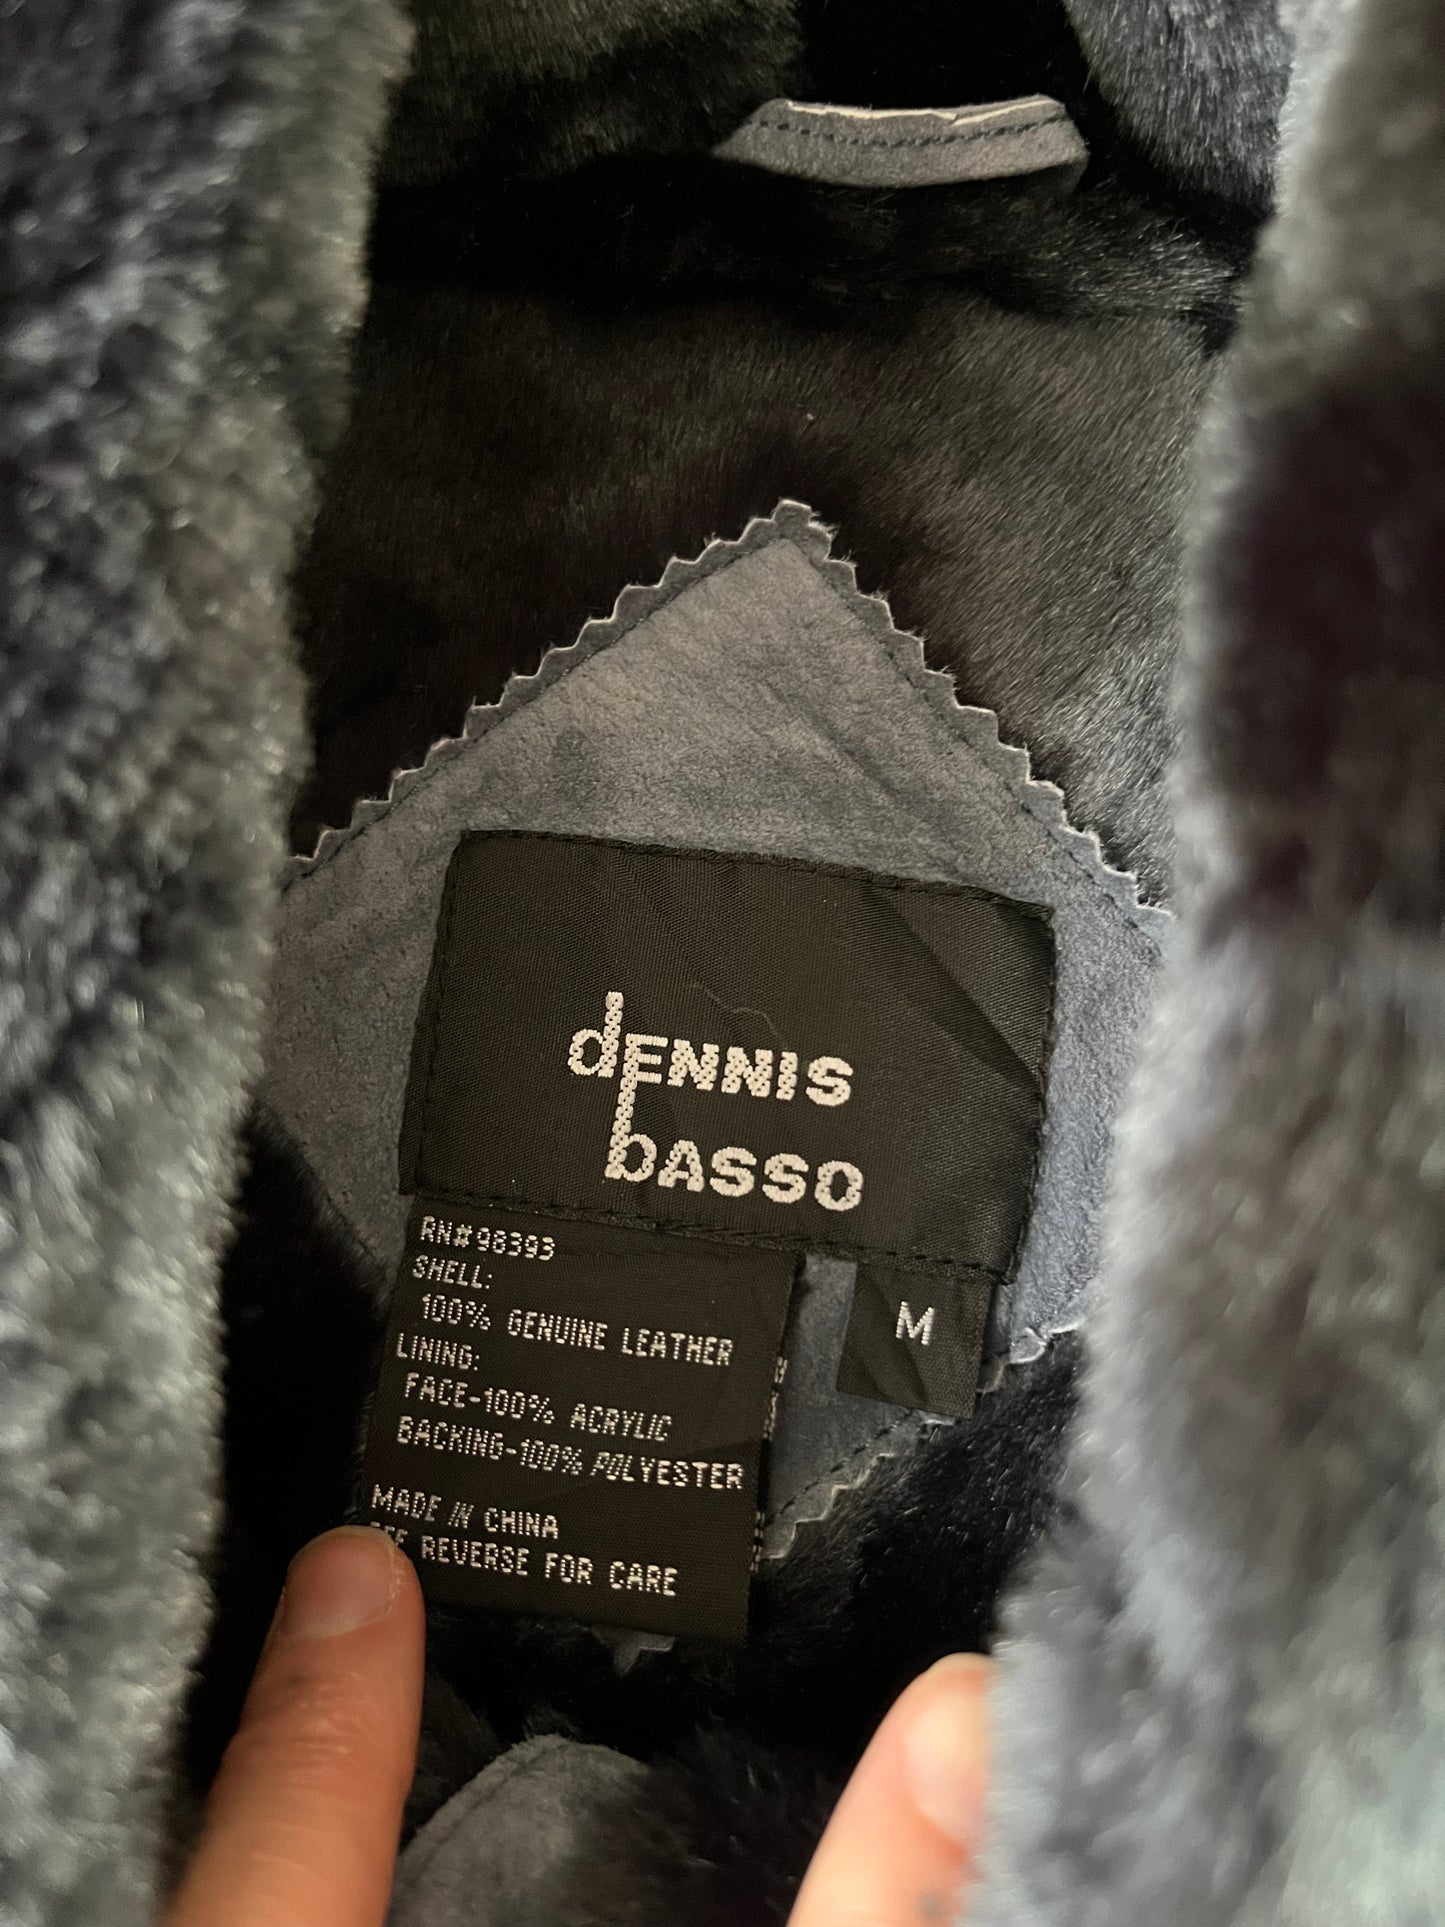 dENNIS
bASSO
RN#98393
SHELL:
100% GENUINE LEATHER
LINING:
FACE-100% ACRYLIC
BACKING-100% POLYESTER
MADE IN CHINA
SEE REVERSE FOR CARE
M